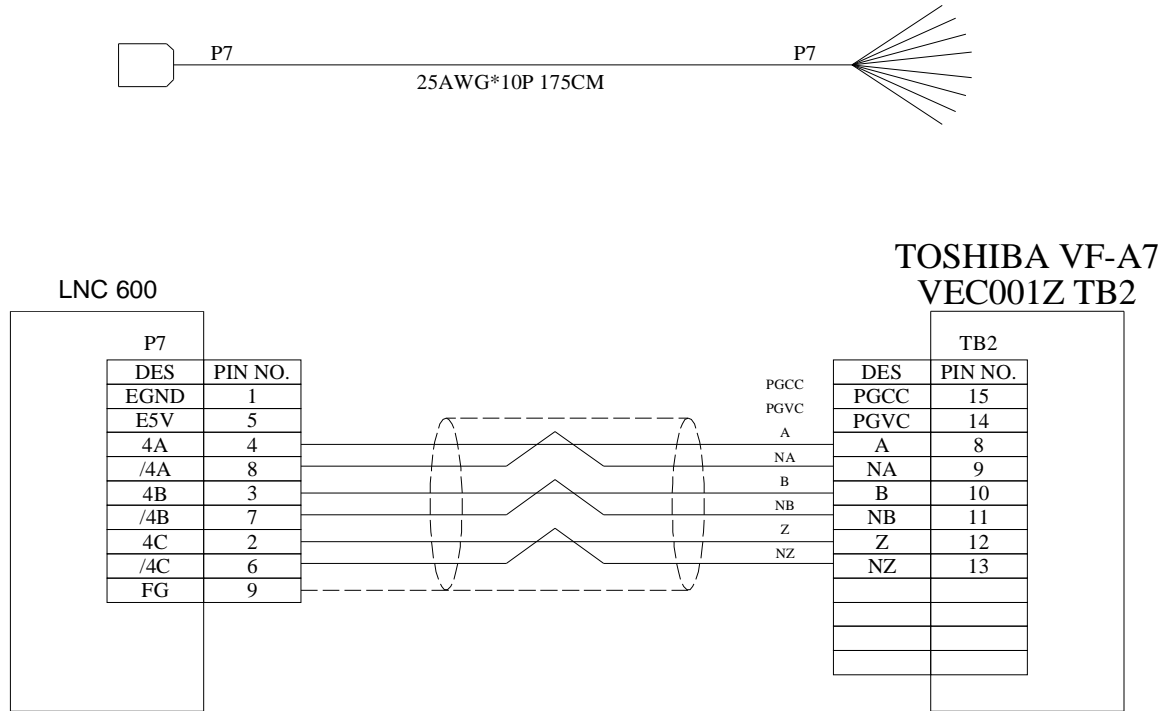 P7 P7
25AWG*10P 175CM
TOSHIBA VF-A7
LNC 600 VEC001Z TB2
P7 TB2
DES PIN NO. DES PIN NO.
EGND 1 PGCC PGCC 15
E5V 5 PGVC PGVC 14
4A 4 A A 8
/4A 8 NA NA 9
4B 3 B B 10
/4B 7 NB NB 11
4C 2 Z Z 12
/4C 6 NZ NZ 13
FG 9